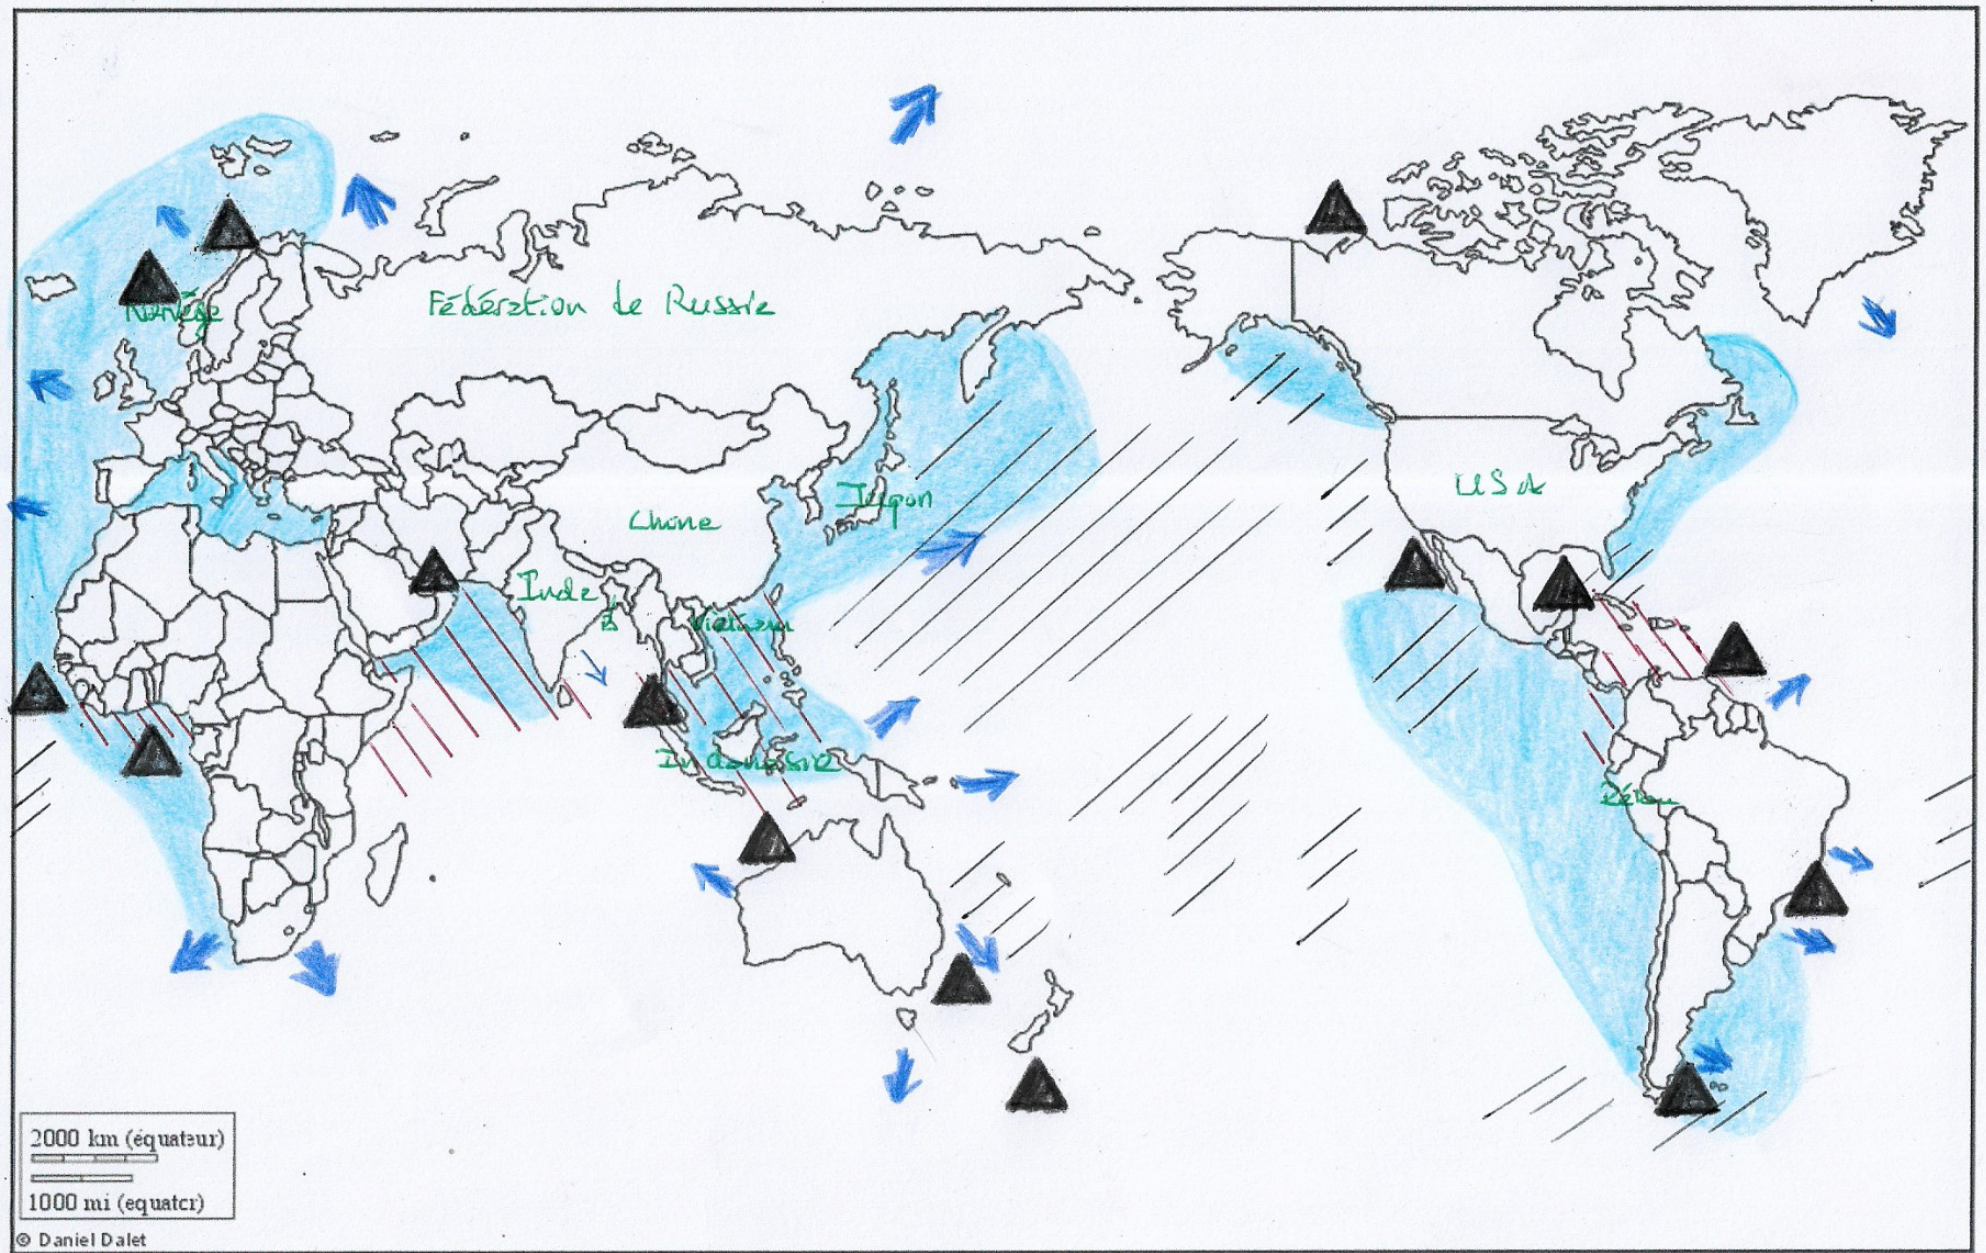 Norvège
Fédération de Russie
Japon
USA
Chine
Inde
B
Vietnam
Indonésie
Pérou
2000 km (équateur)
1000 mi (equator)
© Daniel Dalet